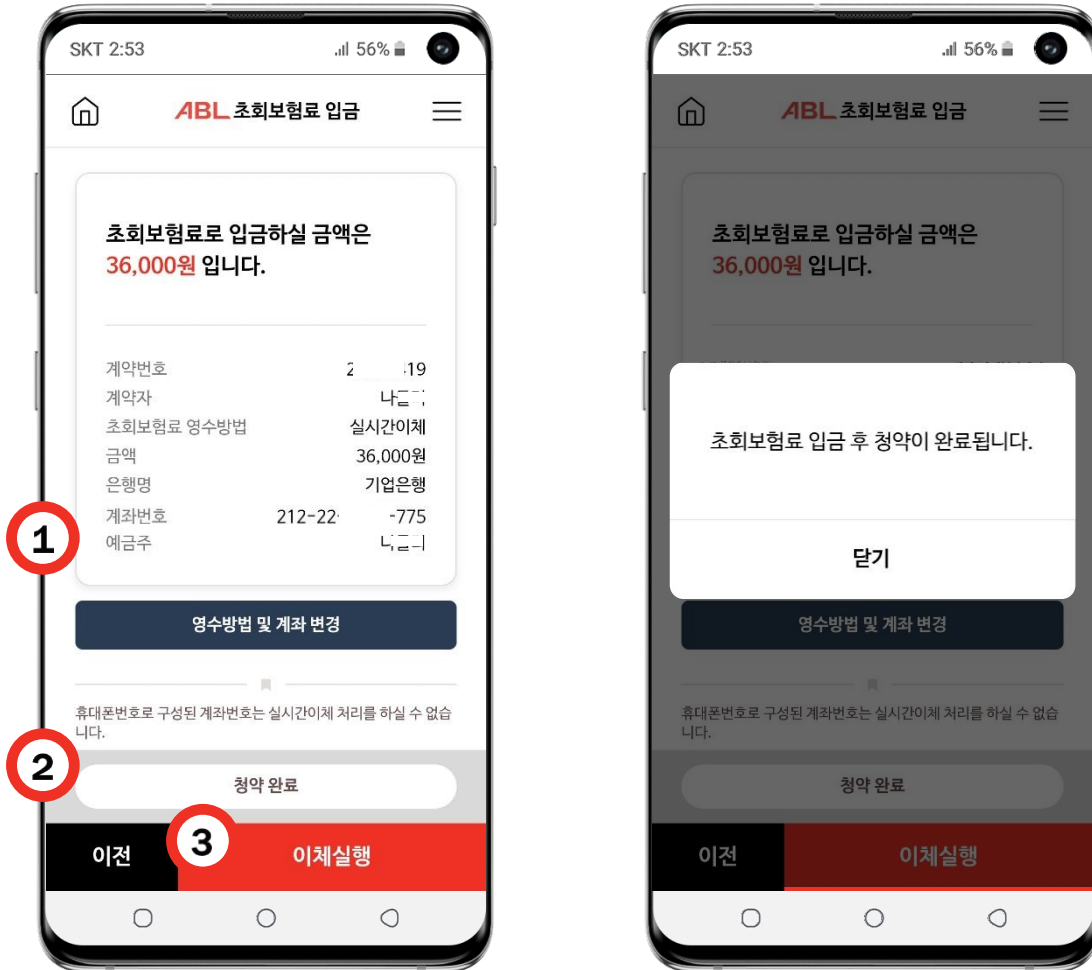 SKT 2:53
56%
ABL 초회보험료 입금
초회보험료로 입금하실 금액은
36,000원 입니다.
계약번호 2 19
계약자
초회보험료 영수방법 실시간이체
금액 36,000원
은행명 기업은행
계좌번호 212-22 -775
예금주
1
영수방법 및 계좌 변경
휴대폰번호로 구성된 계좌번호는 실시간이체 처리를 하실 수 없습
니다.
2
청약 완료
이전
3
이체실행
SKT 2:53
56%
ABL 초회보험료 입금
초회보험료로 입금하실 금액은
36,000원 입니다.
초회보험료 입금 후 청약이 완료됩니다.
닫기
영수방법 및 계좌 변경
휴대폰번호로 구성된 계좌번호는 실시간이체 처리를 하실 수 없습
니다.
청약 완료
이전
이체실행